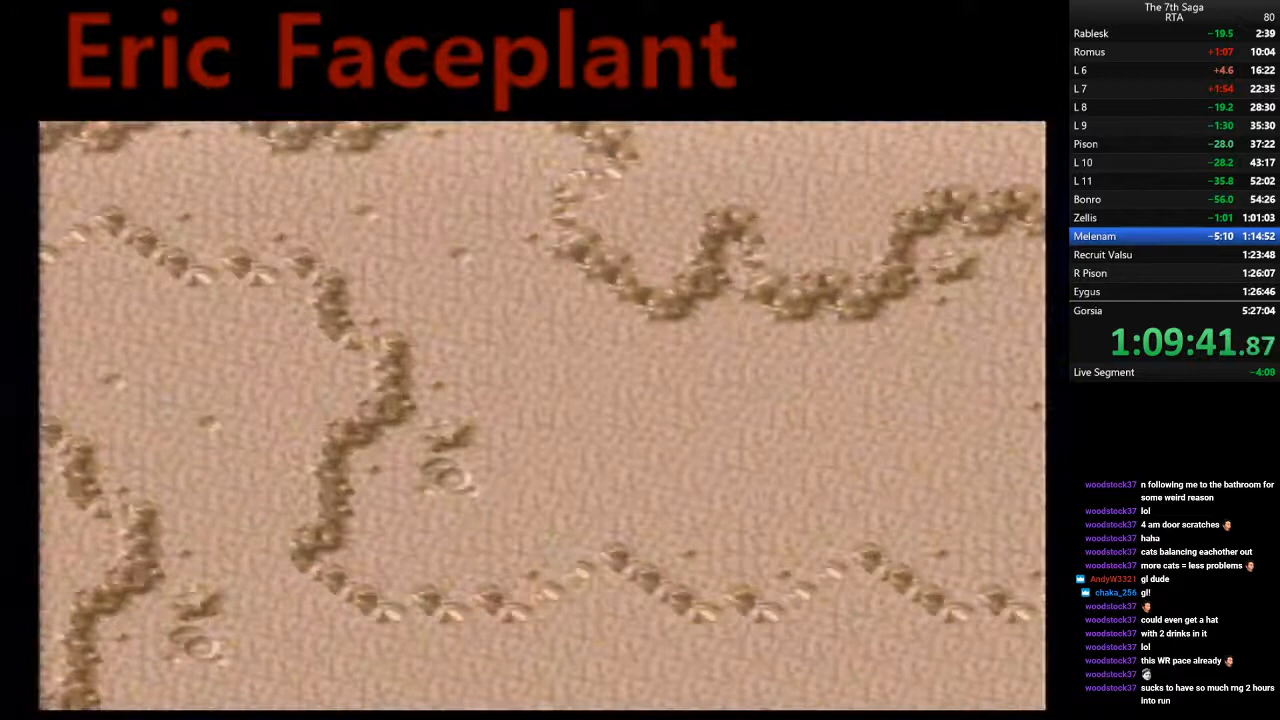 Eric Faceplant
The 7th Saga
RTA 80
Rablesk −19.5 2:39
Romus +1:07 10:04
L 6 +4.6 16:22
L 7 +1:54 22:35
L 8 −19.2 28:30
L 9 −1:30 35:30
Pison −28.0 37:22
L 10 −28.2 43:17
L 11 −35.8 52:02
Bonro −56.0 54:26
Zellis −1:01 1:01:03
Melenam −5:10 1:14:52
Recruit Valsu 1:23:48
R Pison 1:26:07
Eygus 1:26:46
Gorsia 5:27:04
1:09:41.87
Live Segment −4:08
woodstock37 n following me to the bathroom for
some weird reason
woodstock37 lol
woodstock37 4 am door scratches
woodstock37 haha
woodstock37 cats balancing eachother out
woodstock37 more cats = less problems
AndyW3321 gl dude
chaka_256 gl!
woodstock37
woodstock37 could even get a hat
woodstock37 with 2 drinks in it
woodstock37 lol
woodstock37 this WR pace already
woodstock37
woodstock37 sucks to have so much rng 2 hours
into run